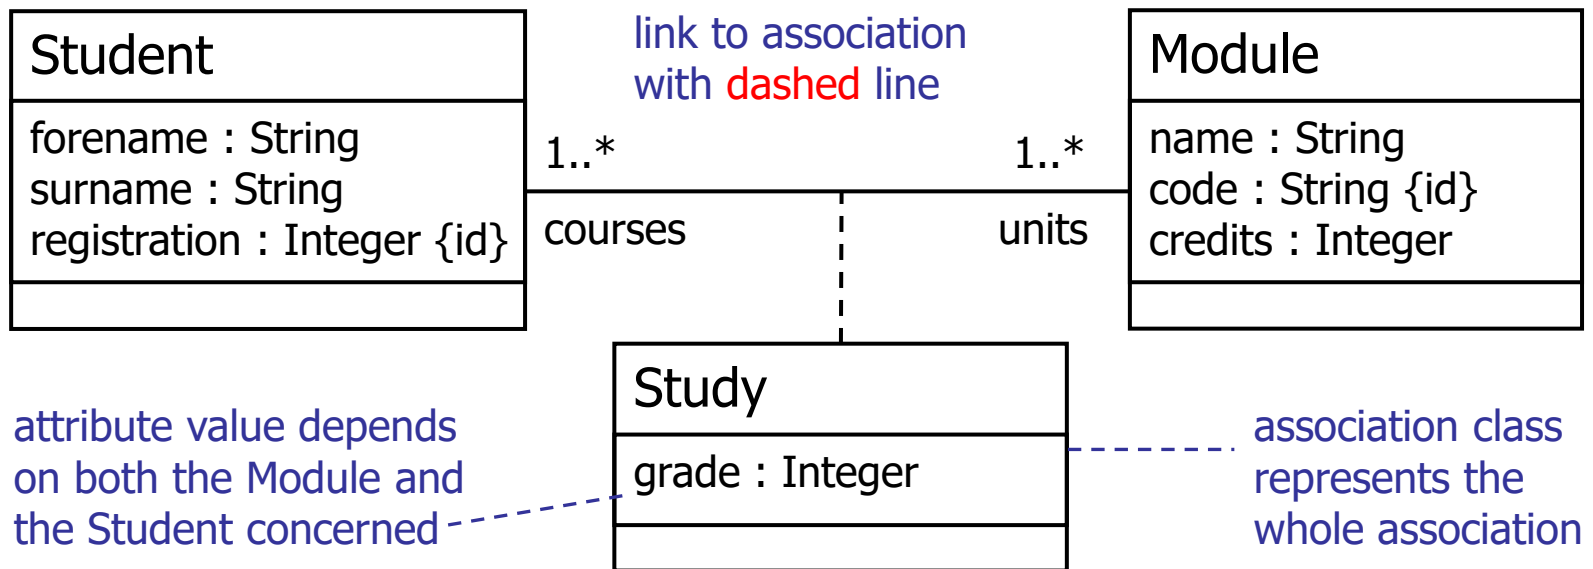 Student
forename : String
surname : String
registration : Integer {id}
link to association
with dashed line
1..*
1..*
courses
units
Module
name : String
code : String {id}
credits : Integer
Study
grade : Integer
attribute value depends
on both the Module and
the Student concerned
association class
represents the
whole association